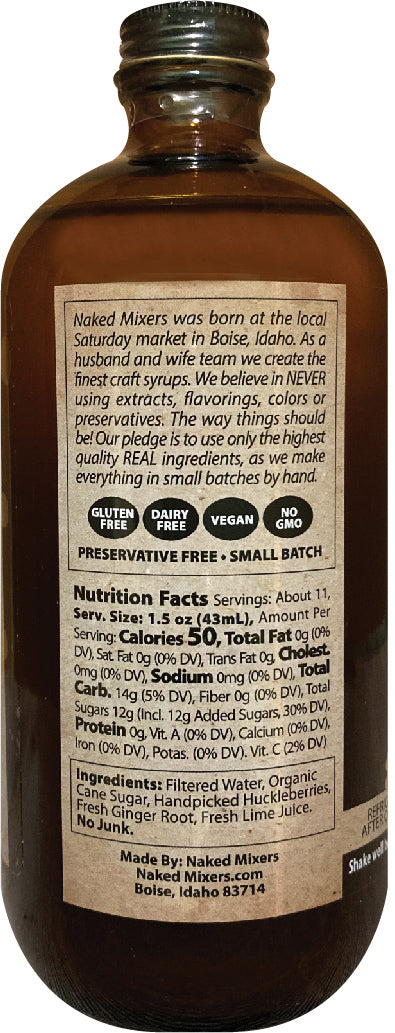 Naked Mixers was born at the local
Saturday market in Boise, Idaho. As a
husband and wife team we create the
finest craft syrups. We believe in NEVER
using extracts, flavorings, colors or
preservatives. The way things should
be! Our pledge is to use only the highest
quality REAL ingredients, as we make
everything in small batches by hand.
GLUTEN FREE DAIRY FREE VEGAN NO GMO
PRESERVATIVE FREE • SMALL BATCH
Nutrition Facts Servings: About 11,
Serv. Size: 1.5 oz (43mL), Amount Per
Serving: Calories 50, Total Fat 0g (0%
DV), Sat. Fat 0g (0% DV), Trans Fat 0g, Cholest.
0mg (0% DV), Sodium 0mg (0% DV), Total
Carb. 14g (5% DV), Fiber 0g (0% DV), Total
Sugars 12g (Incl. 12g Added Sugars, 30% DV),
Protein 0g, Vit. A (0% DV), Calcium (0% DV),
Iron (0% DV), Potas. (0% DV). Vit. C (2% DV)
Ingredients: Filtered Water, Organic
Cane Sugar, Handpicked Huckleberries,
Fresh Ginger Root, Fresh Lime Juice.
No Junk.
Made By: Naked Mixers
Naked Mixers.com
Boise, Idaho 83714
AFTER
Shake well